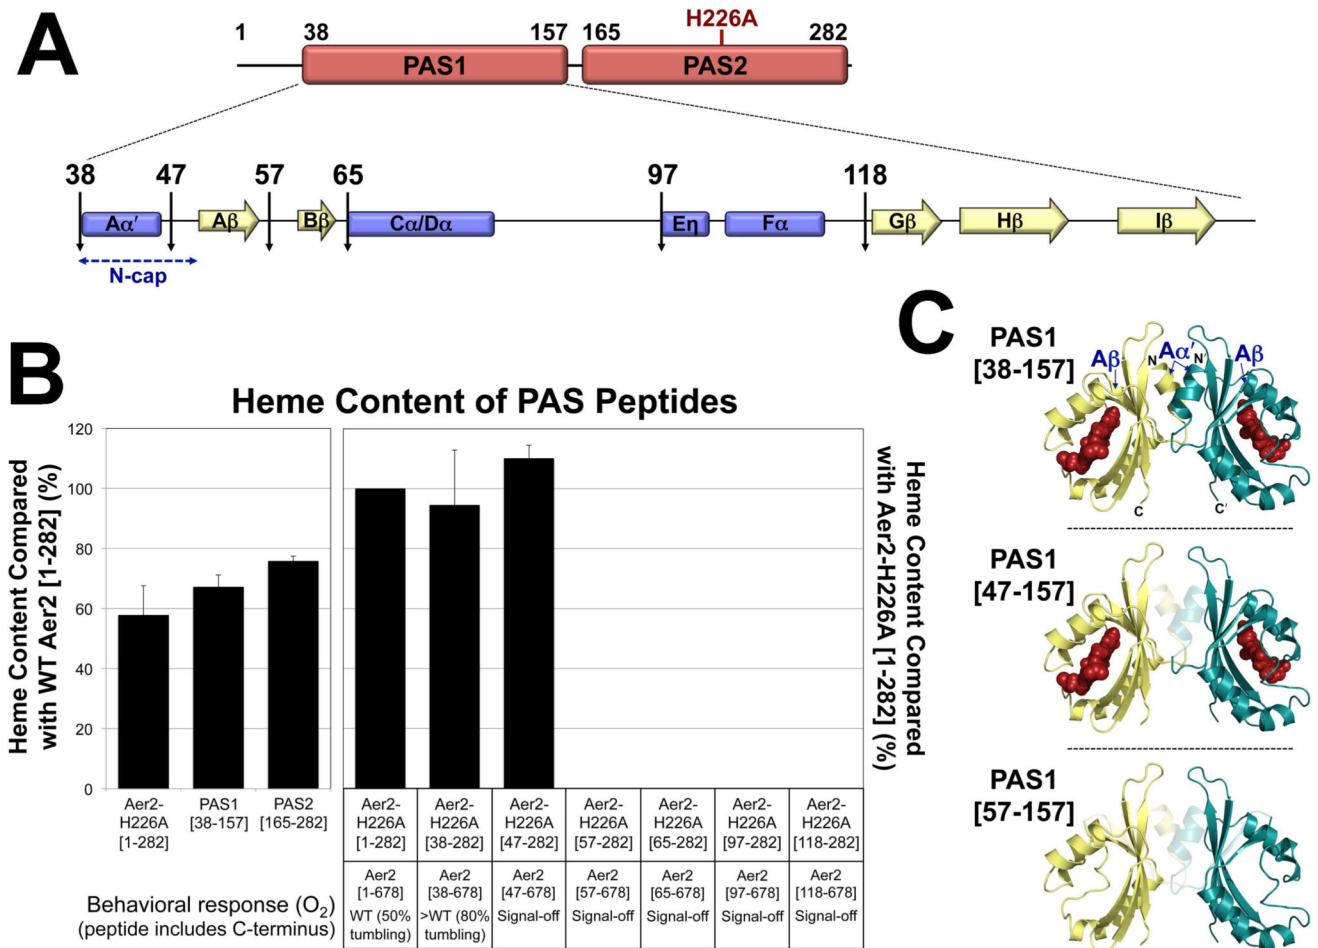 A
H226A
1
38
157
165
282
PAS1
PAS2
38
47
57
65
97
118
Aα'
Aβ
Bβ
Cα/Dα
Eη
Fα
Gβ
Hβ
Iβ
N-cap
B
Heme Content of PAS Peptides
Heme Content Compared
with WT Aer2 [1-282] (%)
120
100
80
60
40
20
0
Heme Content Compared
with Aer2-H226A [1-282] (%)
Aer2-
H226A
[1-282]
PAS1
[38-157]
PAS2
[165-282]
Aer2-
H226A
[1-282]
Aer2-
H226A
[38-282]
Aer2-
H226A
[47-282]
Aer2-
H226A
[57-282]
Aer2-
H226A
[65-282]
Aer2-
H226A
[97-282]
Aer2-
H226A
[118-282]
Behavioral response (O₂)
(peptide includes C-terminus)
Aer2
[1-678]
WT (50%
tumbling)
Aer2
[38-678]
>WT (80%
tumbling)
Aer2
[47-678]
Signal-off
Aer2
[57-678]
Signal-off
Aer2
[65-678]
Signal-off
Aer2
[97-678]
Signal-off
Aer2
[118-678]
Signal-off
C
PAS1
[38-157]
Aβ
N
Aα'
N'
Aβ
C
C'
PAS1
[47-157]
PAS1
[57-157]